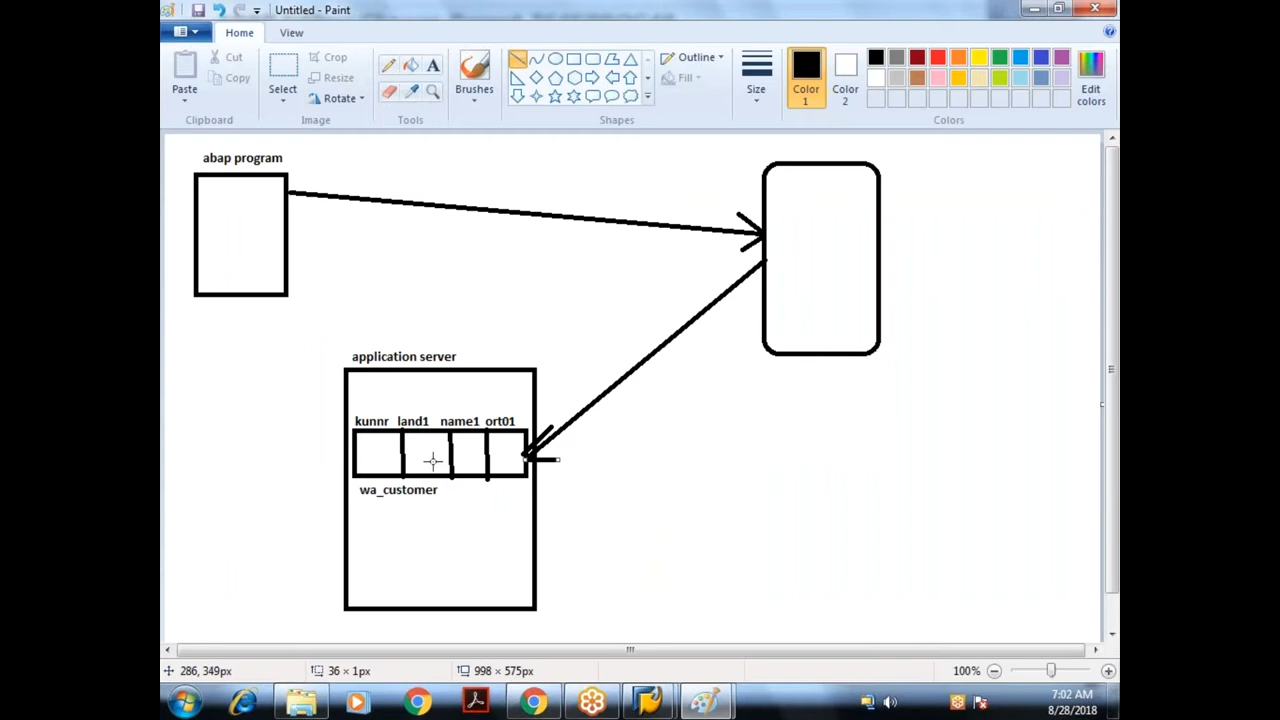 Untitled - Paint
Home
View
Paste
Cut
Copy
Clipboard
Select
Crop
Resize
Rotate
Image
A
Tools
Brushes
Shapes
Outline
Fill
Size
Color
1
Color
2
Edit
colors
Colors
abap program
application server
kunnr land1 name1 ort01
wa_customer
286, 349px
36 × 1px
998 × 575px
100%
7:02 AM
8/28/2018